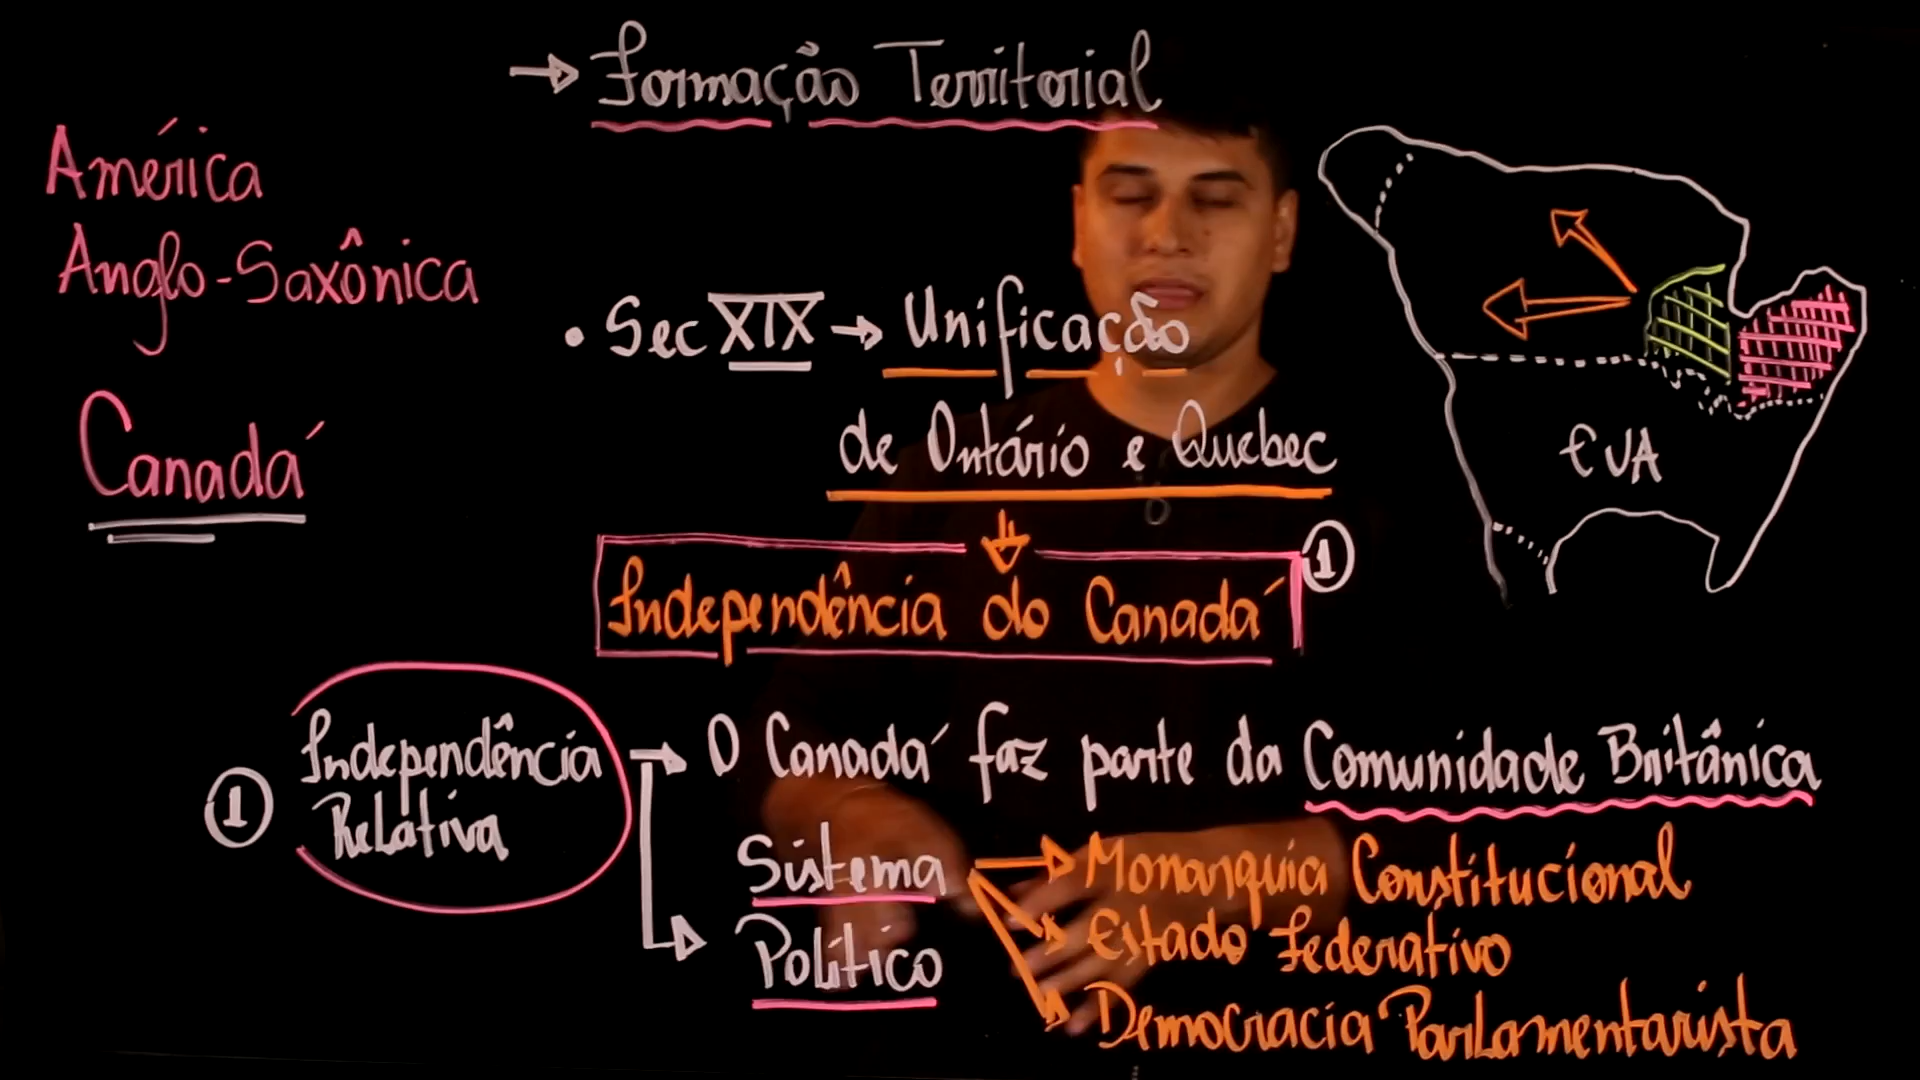 → Formação Territorial
América
Anglo-Saxônica
Canadá
• Sec XIX → Unificação
de Ontário e Quebec
Independência do Canadá 1
EUA
1 Independência
Relativa
→ O Canadá faz parte da Comunidade Britânica
Sistema
Político
Monarquia Constitucional
Estado Federativo
Democracia Parlamentarista